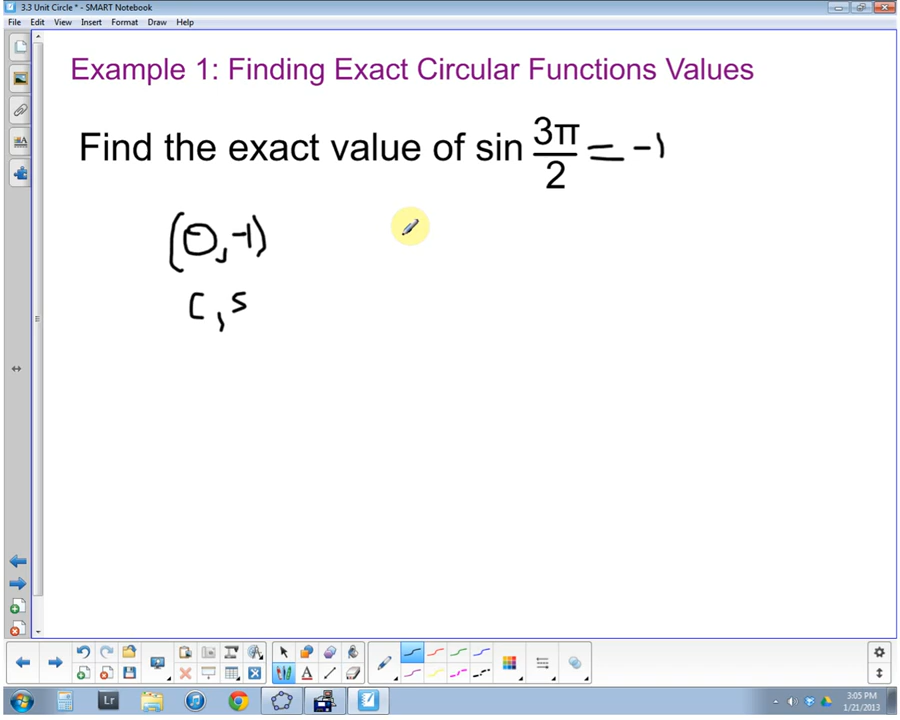 3.3 Unit Circle * - SMART Notebook
File Edit View Insert Format Draw Help
Example 1: Finding Exact Circular Functions Values
Find the exact value of sin 3π/2 = -1
(0,-1)
c,s
Lr
3:05 PM
1/21/2013